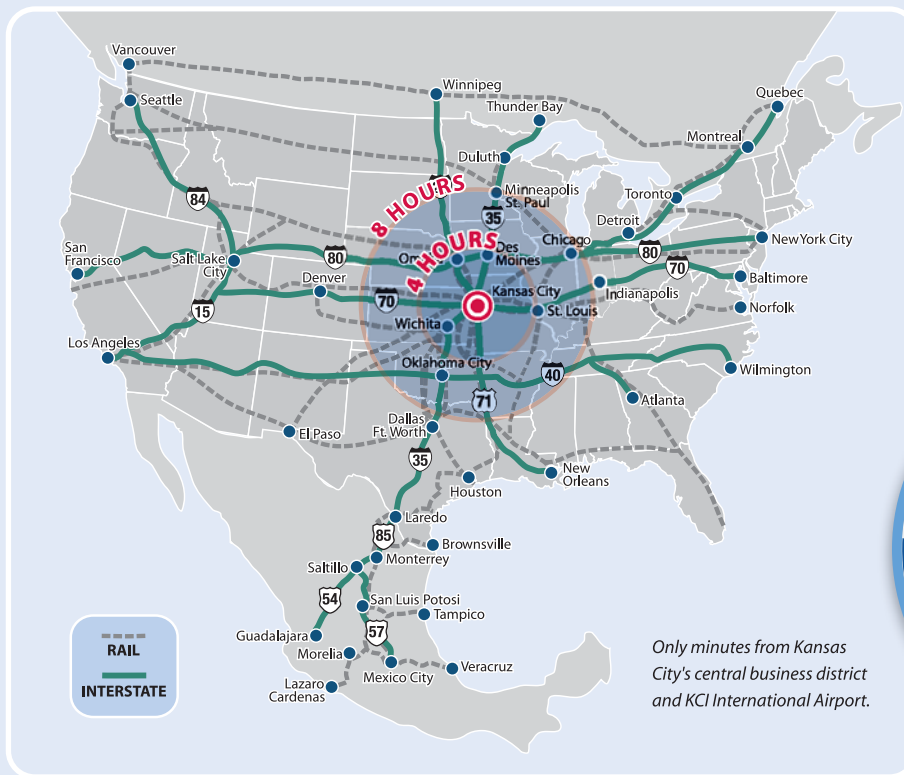 Vancouver
Seattle
Winnipeg
Thunder Bay
Quebec
Montreal
Duluth
Minneapolis
St. Paul
Toronto
Detroit
84
35
8 HOURS
4 HOURS
Des
Moines
Chicago
80
New York City
San
Francisco
Salt Lake
City
80
Denver
70
Kansas City
Indianapolis
70
Baltimore
Norfolk
15
Wichita
St. Louis
Los Angeles
Oklahoma City
40
Wilmington
71
Atlanta
El Paso
Dallas
Ft. Worth
35
Houston
New
Orleans
Laredo
85
Brownsville
Monterrey
Saltillo
54
San Luis Potosi
Tampico
57
Guadalajara
Morelia
Mexico City
Veracruz
Lazaro
Cardenas
RAIL
INTERSTATE
Only minutes from Kansas
City's central business district
and KCI International Airport.